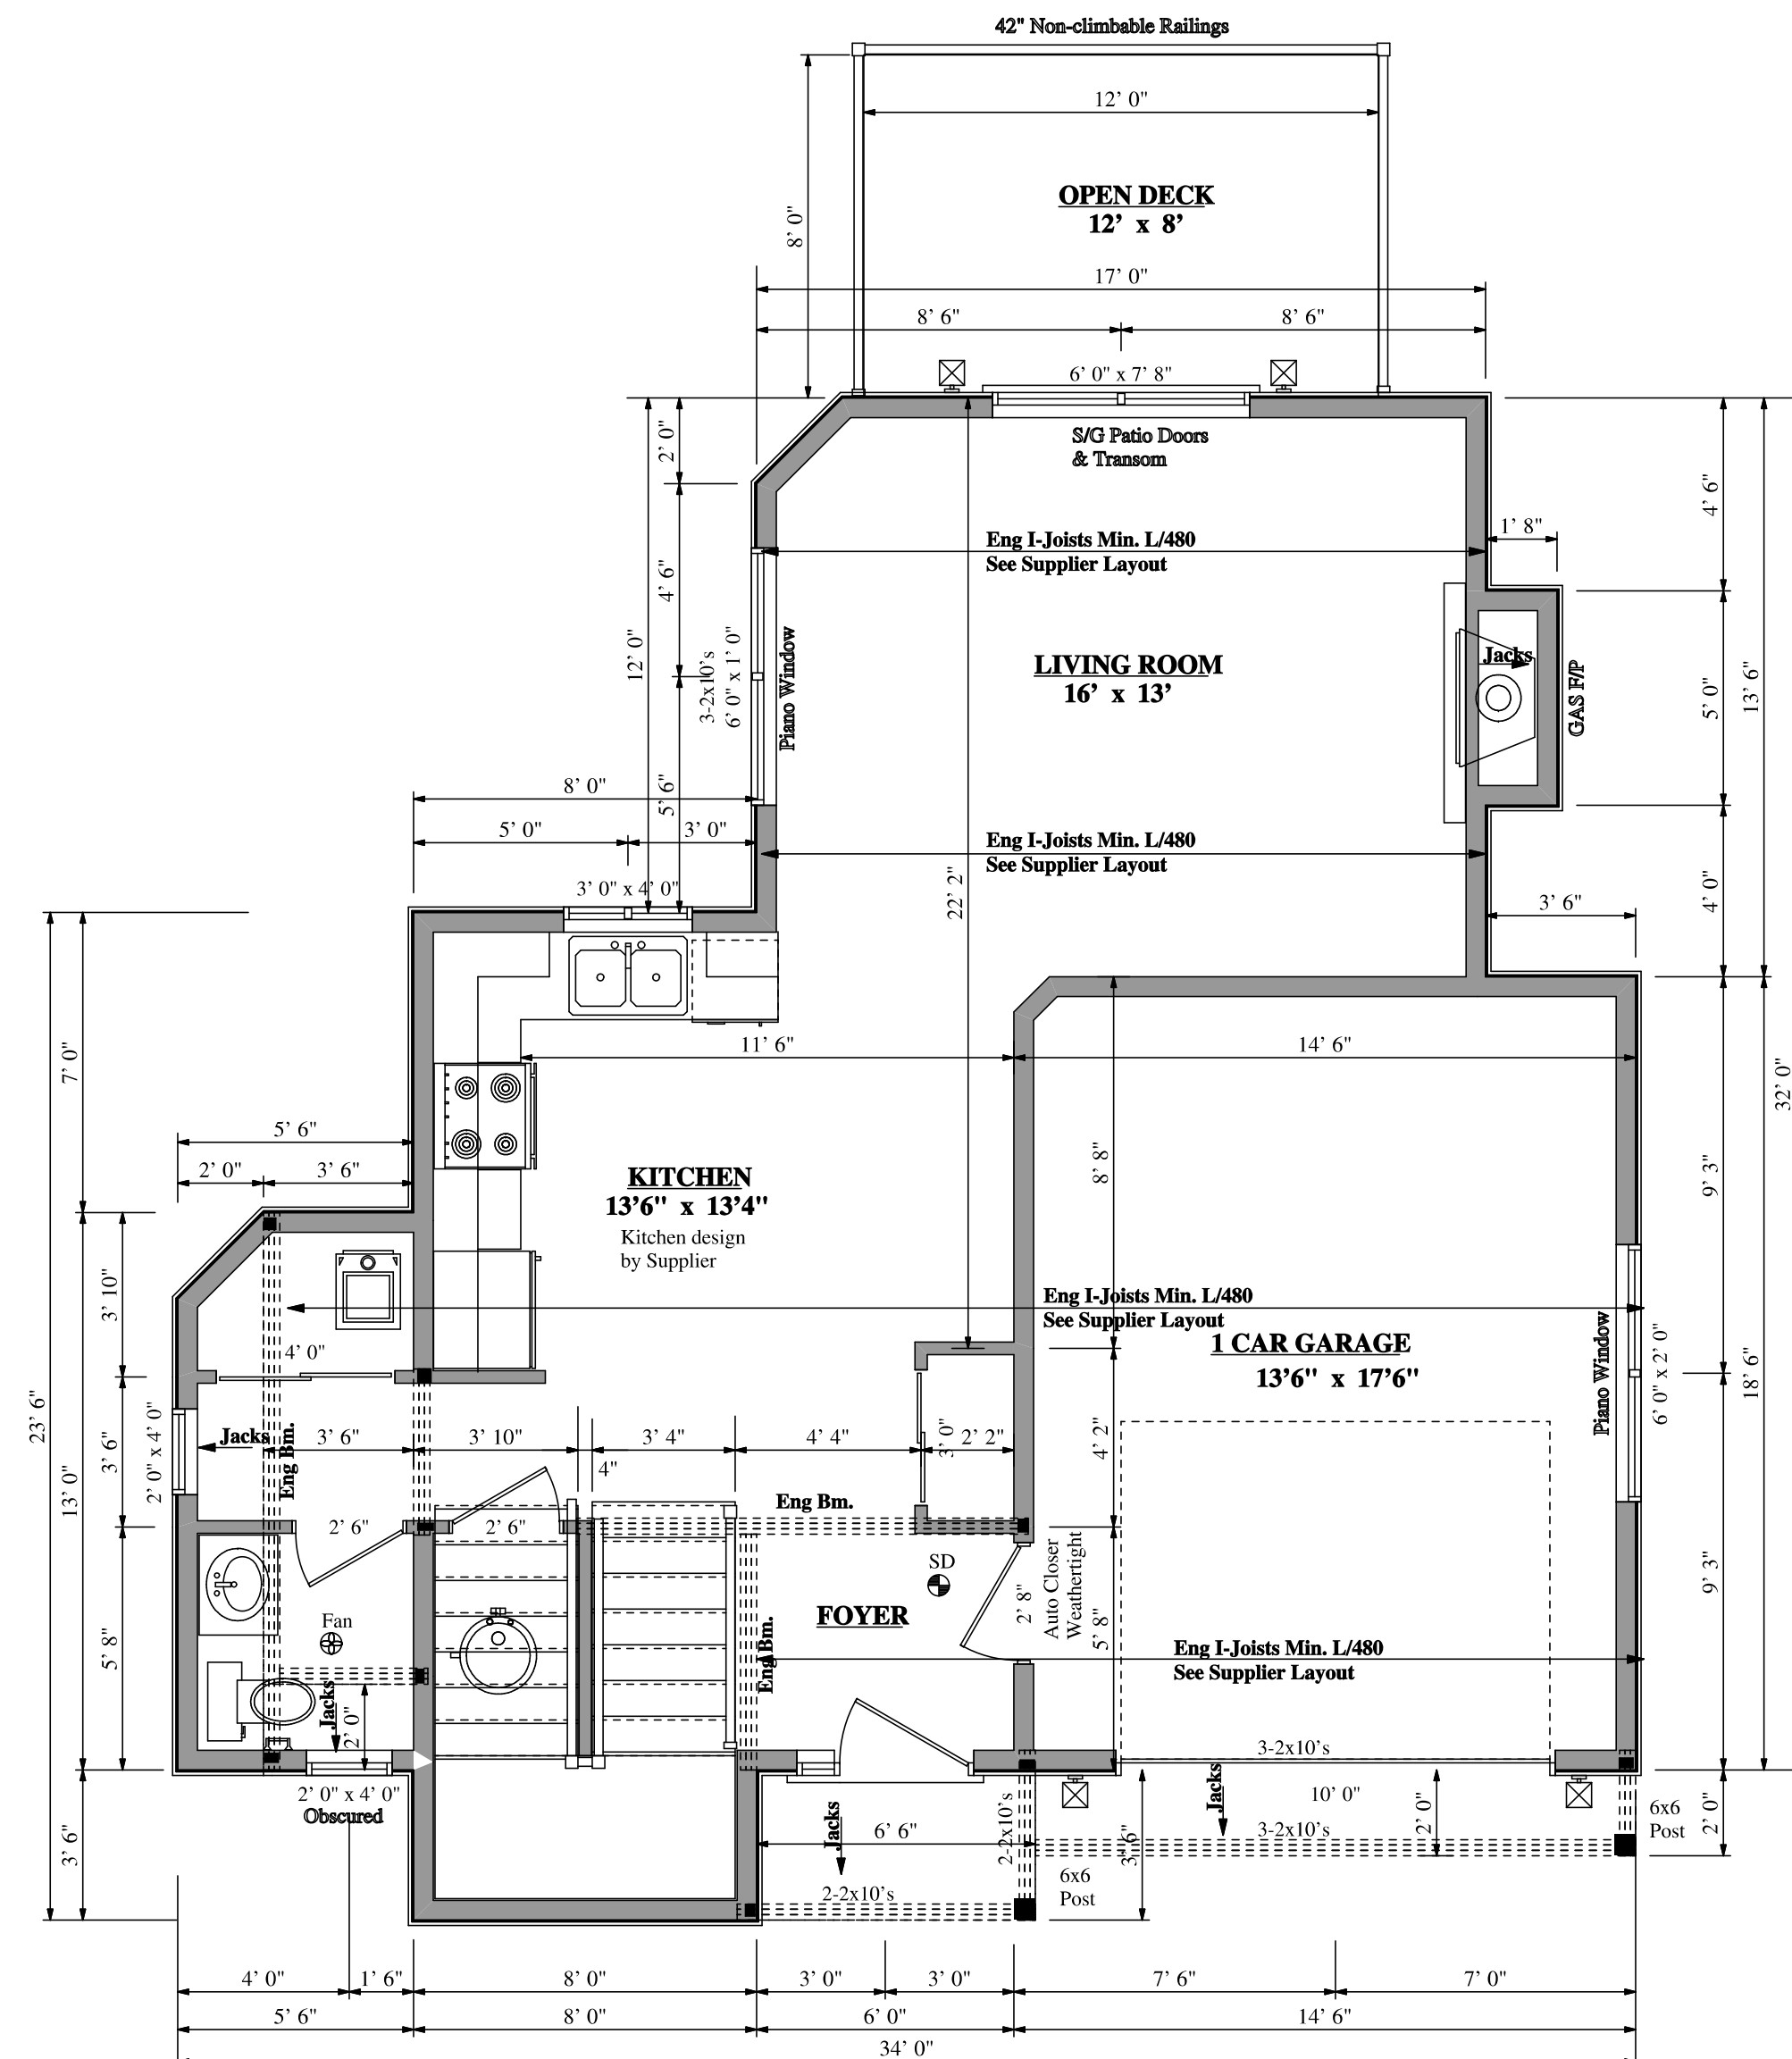 42" Non-climbable Railings
12' 0"
OPEN DECK
12' x 8'
8' 0"
17' 0"
8' 6"
8' 6"
6' 0" x 7' 8"
S/G Patio Doors
& Transom
2' 0"
4' 6"
12' 0"
5' 6"
3-2x10's
6' 0" x 1' 0"
Piano Window
Eng I-Joists Min. L/480
See Supplier Layout
1' 8"
4' 6"
LIVING ROOM
16' x 13'
Jacks
GAS F/P
5' 0"
13' 6"
8' 0"
5' 0"
3' 0"
3' 0" x 4' 0"
Eng I-Joists Min. L/480
See Supplier Layout
22' 2"
4' 0"
3' 6"
11' 6"
14' 6"
7' 0"
32' 0"
5' 6"
2' 0"
3' 6"
8' 8"
9' 3"
KITCHEN
13'6" x 13'4"
Kitchen design
by Supplier
3' 10"
4' 0"
Eng I-Joists Min. L/480
See Supplier Layout
1 CAR GARAGE
13'6" x 17'6"
Piano Window
6' 0" x 2' 0"
18' 6"
23' 6"
13' 0"
3' 6"
2' 0" x 4' 0"
Jacks
Eng Bm.
3' 6"
3' 10"
4"
3' 4"
4' 4"
3' 0"
2' 2"
4' 2"
Eng Bm.
2' 6"
2' 6"
SD
FOYER
Eng Bm.
2' 8"
Auto Closer
Weathertight
5' 8"
9' 3"
Fan
5' 8"
Jacks
2' 0"
Eng I-Joists Min. L/480
See Supplier Layout
3-2x10's
2' 0" x 4' 0"
Obscured
3' 6"
Jacks
6' 6"
2-2x10's
2-2x10's
3' 6"
6x6
Post
Jacks
10' 0"
3-2x10's
2' 0"
6x6
Post
2' 0"
4' 0"
1' 6"
8' 0"
3' 0"
3' 0"
7' 6"
7' 0"
5' 6"
8' 0"
6' 0"
14' 6"
34' 0"